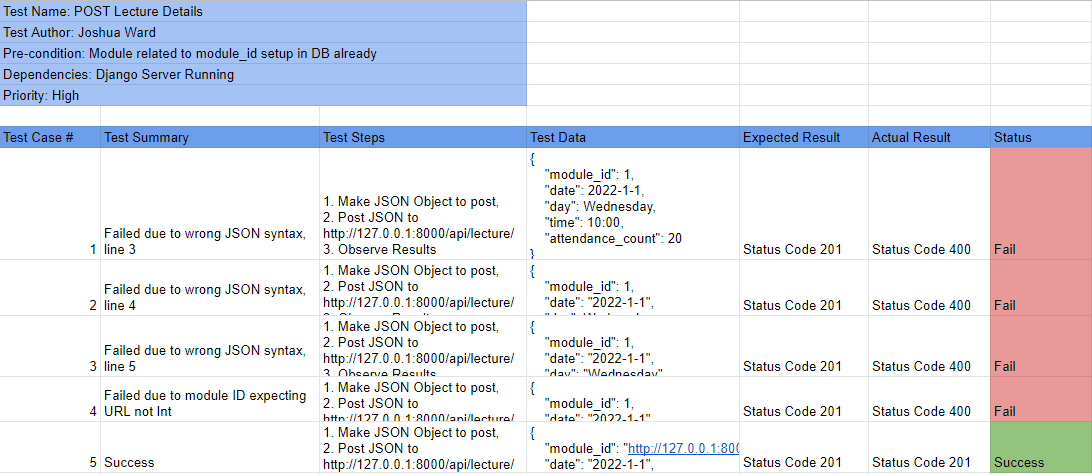 Test Name: POST Lecture Details
Test Author: Joshua Ward
Pre-condition: Module related to module_id setup in DB already
Dependencies: Django Server Running
Priority: High
Test Case # Test Summary Test Steps Test Data Expected Result Actual Result Status
{
"module_id": 1,
"date": 2022-1-1,
"day": Wednesday,
"time": 10:00,
"attendance_count": 20
}
1. Make JSON Object to post,
2. Post JSON to
http://127.0.0.1:8000/api/lecture/
3. Observe Results
Failed due to wrong JSON syntax,
line 3
1
Status Code 201
Status Code 400
Fail
2
Failed due to wrong JSON syntax,
line 4
1. Make JSON Object to post,
2. Post JSON to
http://127.0.0.1:8000/api/lecture/
{
"module_id": 1,
"date": "2022-1-1",
Status Code 201
Status Code 400
Fail
3
Failed due to wrong JSON syntax,
line 5
1. Make JSON Object to post,
2. Post JSON to
http://127.0.0.1:8000/api/lecture/
3. Observe Results
{
"module_id": 1,
"date": "2022-1-1",
"day": "Wednesday"
Status Code 201
Status Code 400
Fail
4
Failed due to module ID expecting
URL not Int
1. Make JSON Object to post,
2. Post JSON to
{
"module_id": 1,
"date": "2022-1-1",
Status Code 201
Status Code 400
Fail
5
Success
1. Make JSON Object to post,
2. Post JSON to
http://127.0.0.1:8000/api/lecture/
{
"module_id": "http://127.0.0.1:800
"date": "2022-1-1",
Status Code 201
Status Code 201
Success